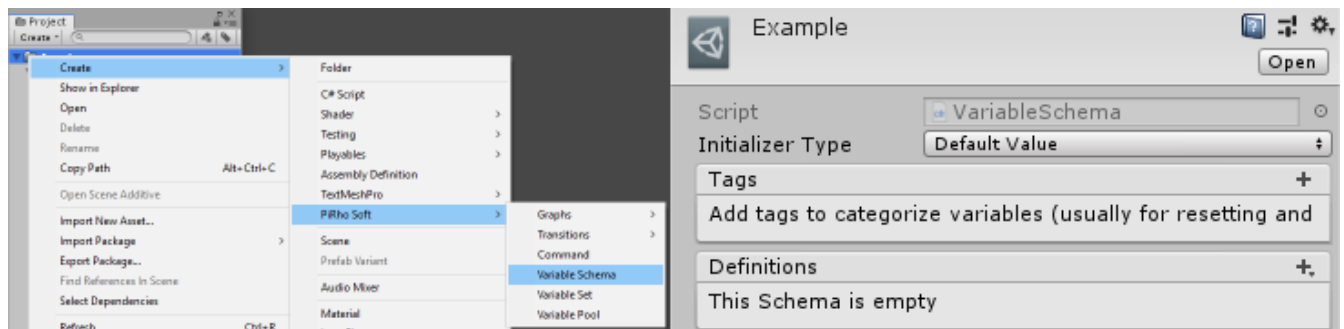 Project
Create
Create
Show in Explorer
Open
Delete
Rename
Copy Path Alt+Ctrl+C
Open Scene Additive
Import New Asset...
Import Package
Export Package...
Find References In Scene
Select Dependencies
Refresh Ctrl+R
Folder
C# Script
Shader
Testing
Playables
Assembly Definition
TextMeshPro
PiRho Soft
Scene
Prefab Variant
Audio Mixer
Material
Graphs
Transitions
Command
Variable Schema
Variable Set
Variable Pool
Example
Open
Script VariableSchema
Initializer Type Default Value
Tags
Add tags to categorize variables (usually for resetting and
Definitions
This Schema is empty